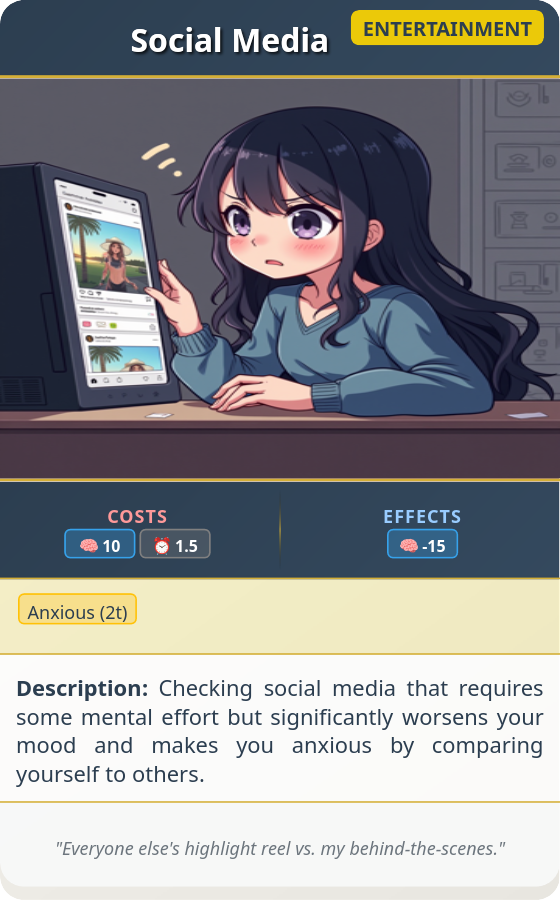 Social Media
ENTERTAINMENT
COSTS
🧠 10
⏰ 1.5
EFFECTS
🧠 -15
Anxious (2t)
Description: Checking social media that requires
some mental effort but significantly worsens your
mood and makes you anxious by comparing
yourself to others.
"Everyone else's highlight reel vs. my behind-the-scenes."